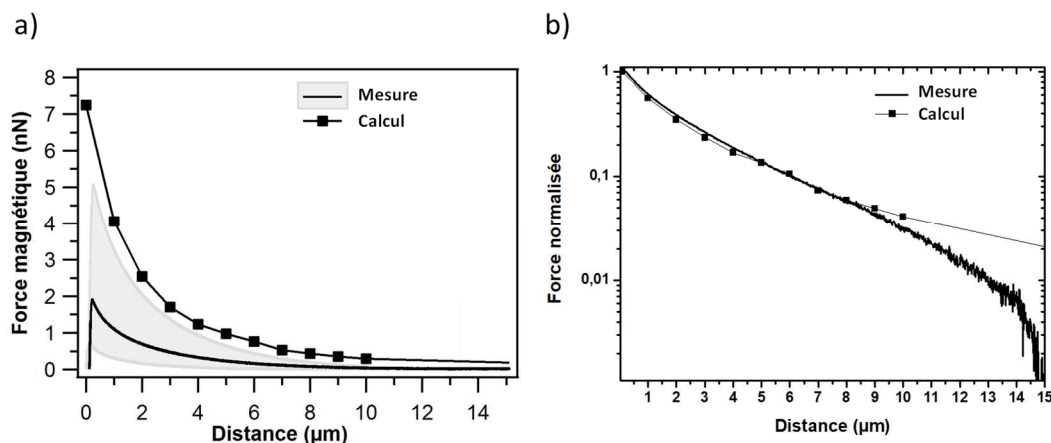 a)
Force magnétique (nN)
8
7
6
5
4
3
2
1
0
Mesure
Calcul
0 2 4 6 8 10 12 14
Distance (µm)
b)
Force normalisée
1
0,1
0,01
Mesure
Calcul
1 2 3 4 5 6 7 8 9 10 11 12 13 14 15
Distance (µm)